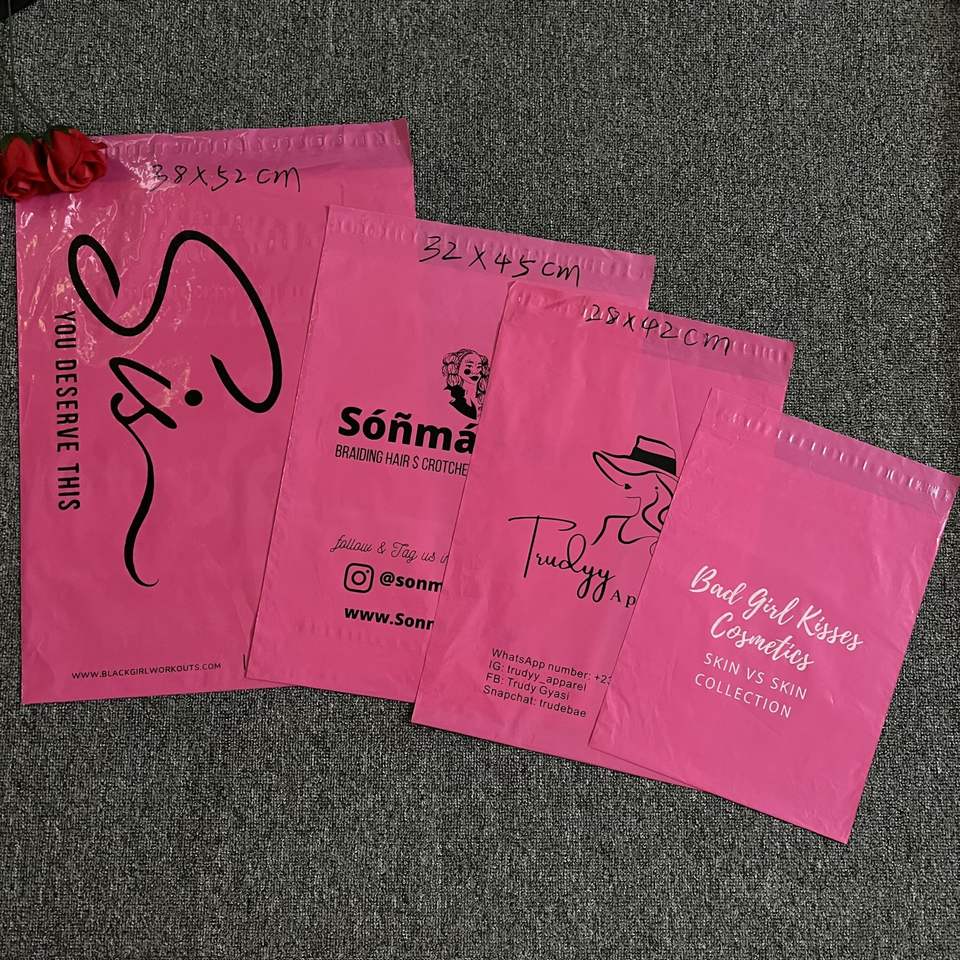 38X52cm
Sis
YOU DESERVE THIS
WWW.BLACKGIRLWORKOUTS.COM
32X45cm
Sóñmá
BRAIDING HAIR $ CROTCHE
follow & Tag us i
@sonm
www.Sonn
28X42cm
Trudyy
Ap
WhatsApp number: +23
IG: trudyy_apparel
FB: Trudy Gyasi
Snapchat: trudebae
Bad Girl Kisses
Cosmetics
SKIN VS SKIN
COLLECTION